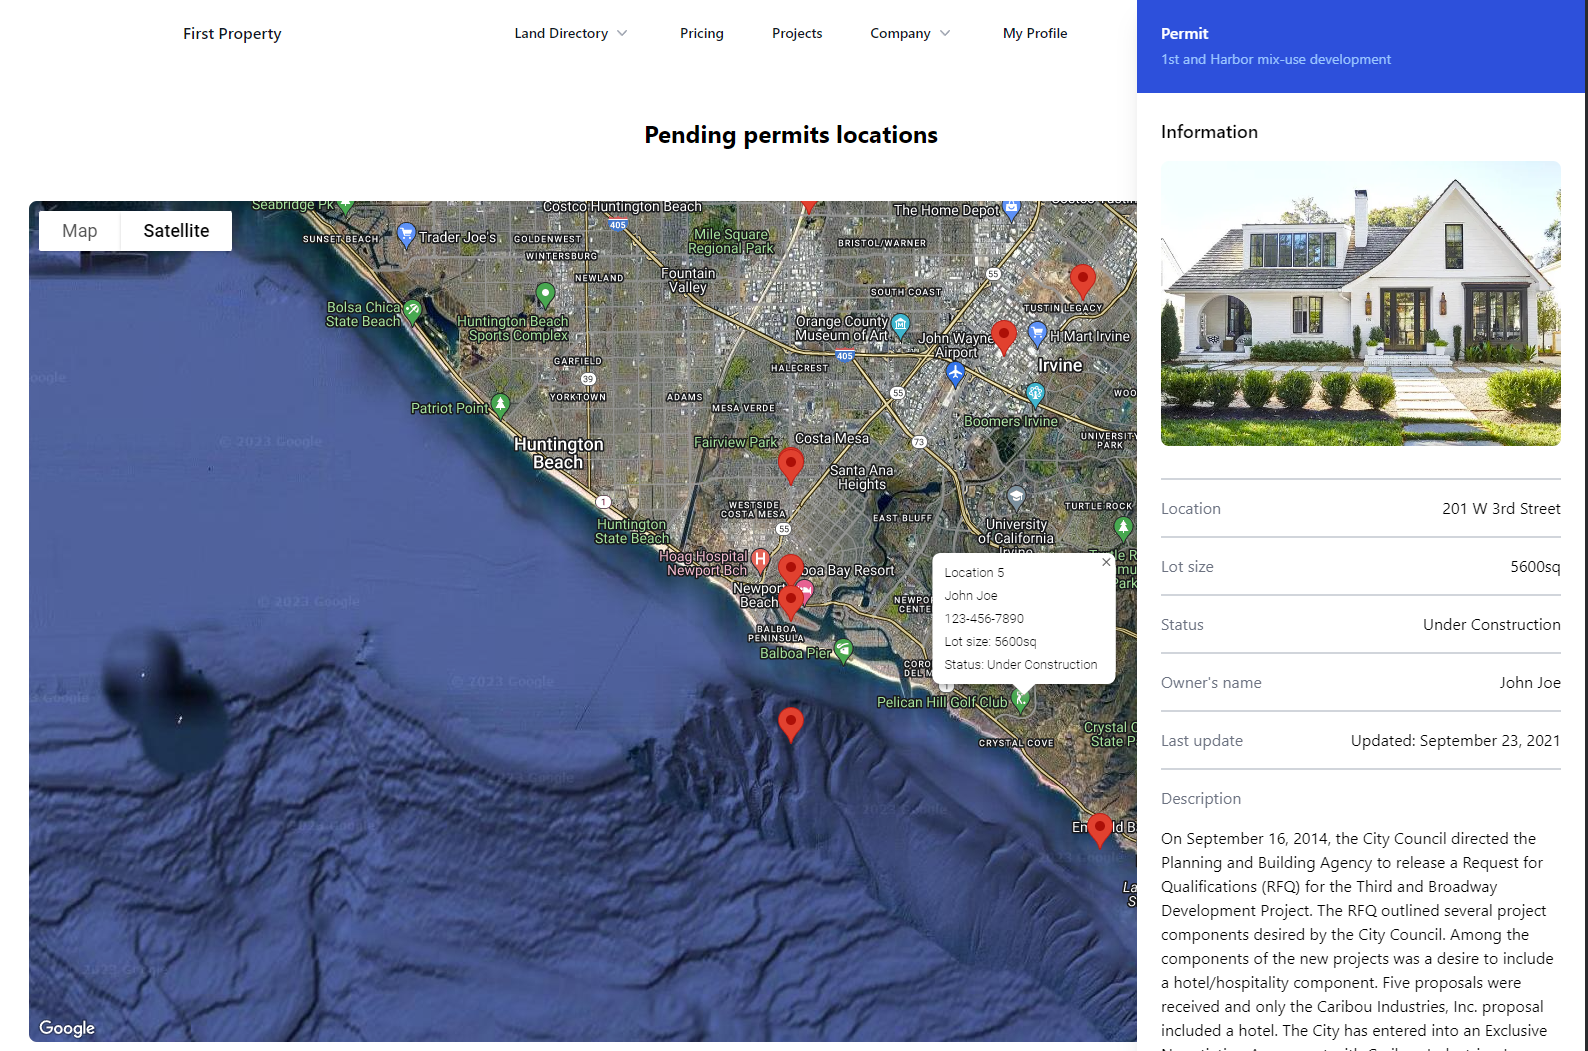 First Property
Land Directory
Pricing
Projects
Company
My Profile
Pending permits locations
Map
Satellite
Seabridge Pk
Costco Huntington Beach
405
The Home Depot
SUNSET BEACH
Trader Joe's
GOLDENWEST
WINTERSBURG
Mile Square
Regional Park
BRISTOL/WARNER
NEWLAND
Fountain
Valley
55
SOUTH COAST
TUSTIN LEGACY
Bolsa Chica
State Beach
Huntington Beach
Sports Complex
Orange County
Museum of Art
John Wayne
Airport
H Mart Irvine
405
GARFIELD
HALECREST
Irvine
39
YORKTOWN
ADAMS
MESA VERDE
55
Patriot Point
Boomers Irvine
Huntington
Beach
Fairview Park
Costa Mesa
73
UNIVERSITY
PARK
Santa Ana
Heights
1
WESTSIDE
COSTA MESA
TURTLE ROCK
EAST BLUFF
Huntington
State Beach
55
University
of California
Irvine
Hoag Hospital
Newport Bch
boa Bay Resort
Newport
Beach
BALBOA
PENINSULA
Balboa Pier
Pelican Hill Golf Club
CRYSTAL COVE
Crystal C
State P
Location 5
John Joe
123-456-7890
Lot size: 5600sq
Status: Under Construction
© 2023 Google
© 2023 Google
© 2023 Google
Google
Permit
1st and Harbor mix-use development
Information
Location
201 W 3rd Street
Lot size
5600sq
Status
Under Construction
Owner's name
John Joe
Last update
Updated: September 23, 2021
Description
On September 16, 2014, the City Council directed the
Planning and Building Agency to release a Request for
Qualifications (RFQ) for the Third and Broadway
Development Project. The RFQ outlined several project
components desired by the City Council. Among the
components of the new projects was a desire to include
a hotel/hospitality component. Five proposals were
received and only the Caribou Industries, Inc. proposal
included a hotel. The City has entered into an Exclusive